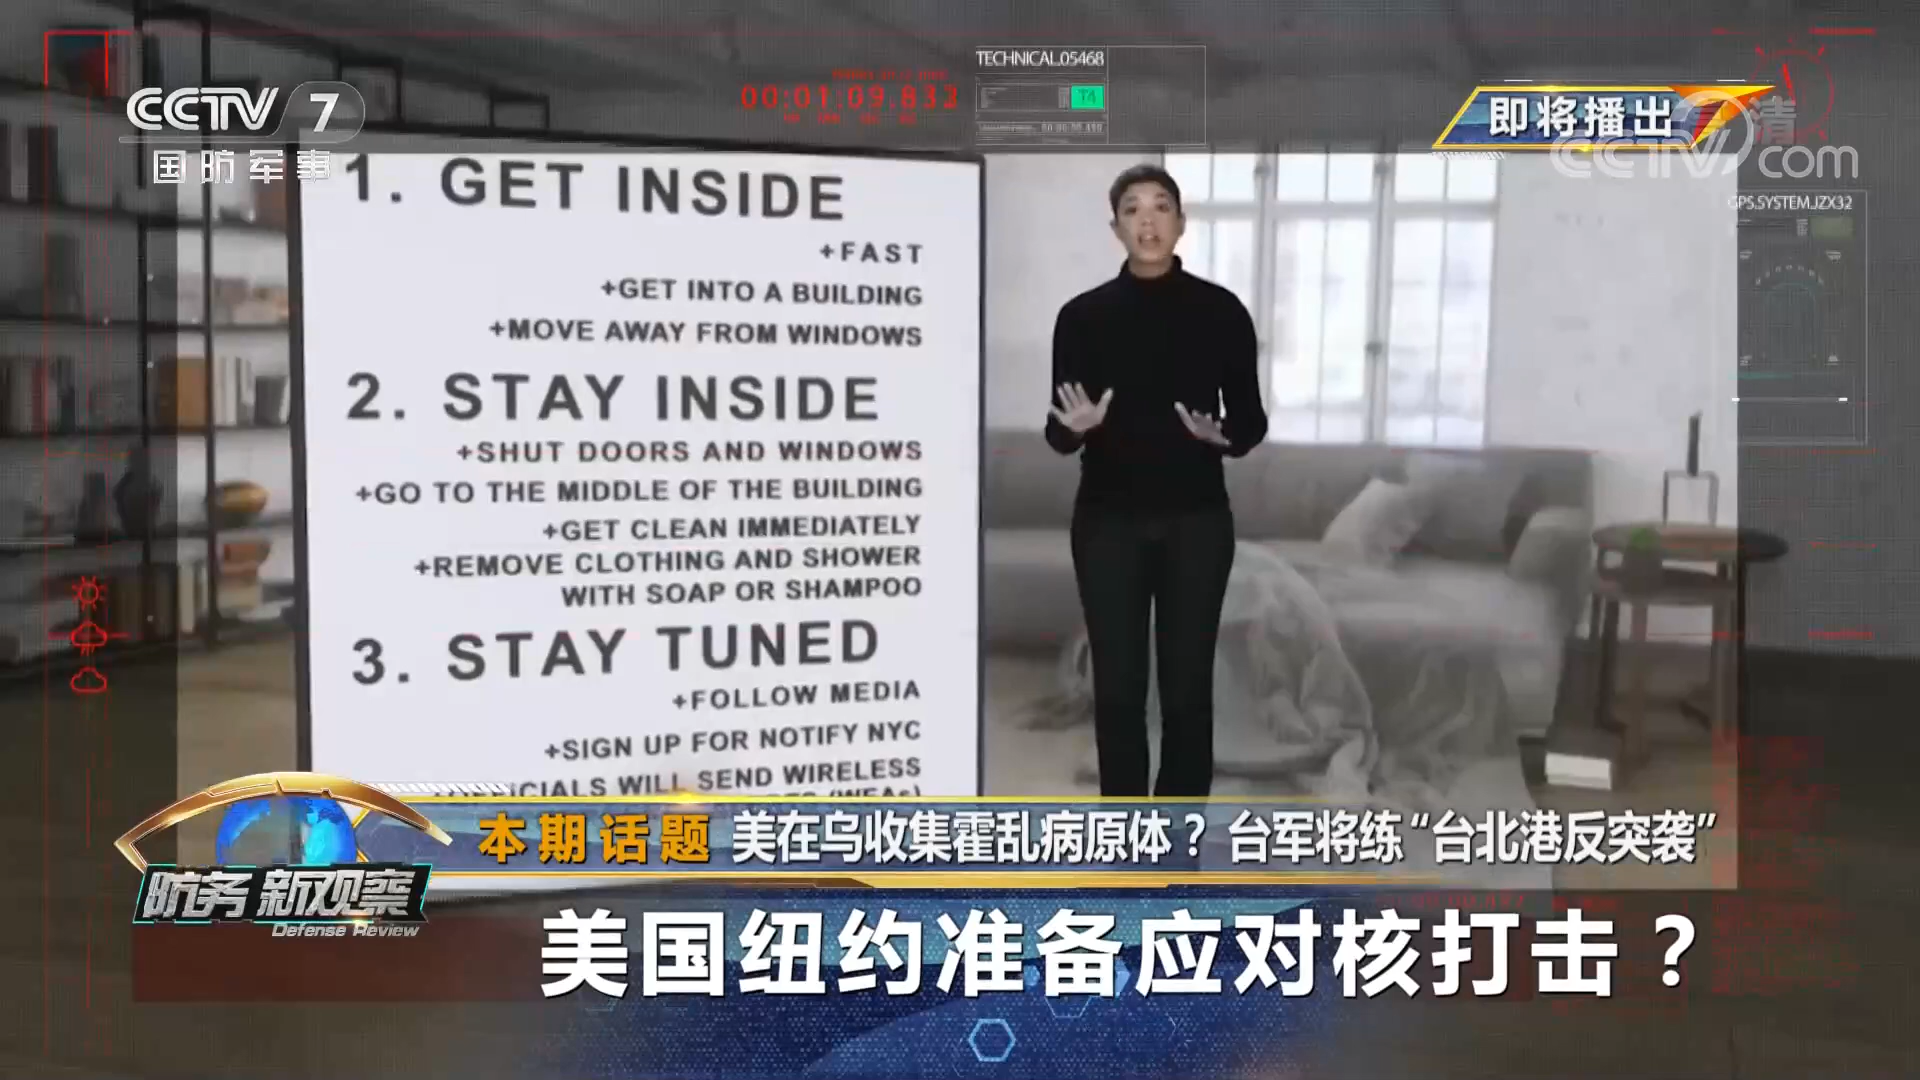 CCTV 7
国防军事
00:01:09.833
TECHNICAL.05468
T4
即将播出
清
CCTV com
GPS.SYSTEM.JZX32
1. GET INSIDE
+FAST
+GET INTO A BUILDING
+MOVE AWAY FROM WINDOWS
2. STAY INSIDE
+SHUT DOORS AND WINDOWS
+GO TO THE MIDDLE OF THE BUILDING
+GET CLEAN IMMEDIATELY
+REMOVE CLOTHING AND SHOWER
WITH SOAP OR SHAMPOO
3. STAY TUNED
+FOLLOW MEDIA
+SIGN UP FOR NOTIFY NYC
WILL SEND WIRELESS
本期话题 美在乌收集霍乱病原体？台军将练“台北港反突袭”
防务新观察
Defense Review
美国纽约准备应对核打击？